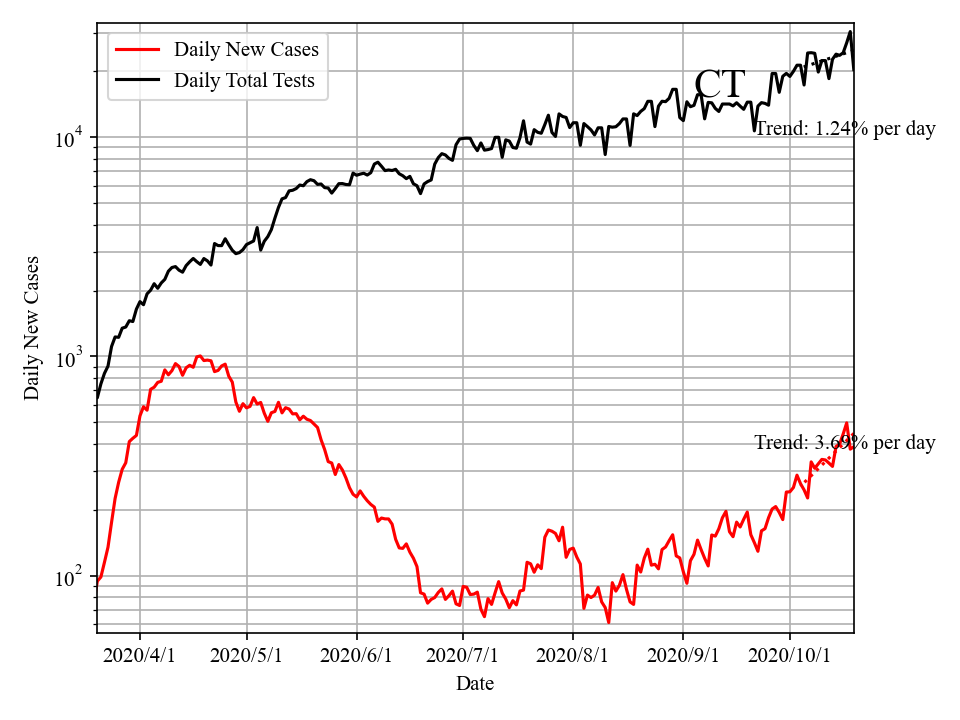 Daily New Cases
Daily Total Tests
CT
10^4
Trend: 1.24% per day
Daily New Cases
10^3
Trend: 3.69% per day
10^2
2020/4/1 2020/5/1 2020/6/1 2020/7/1 2020/8/1 2020/9/1 2020/10/1
Date